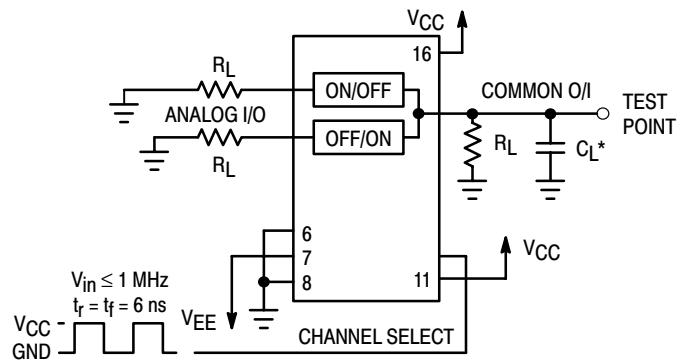 VCC
16
RL
ON/OFF
COMMON O/I
TEST
POINT
ANALOG I/O
OFF/ON
RL
RL
CL*
6
7
8
11
VCC
Vin ≤ 1 MHz
tr = tf = 6 ns
VEE
VCC
GND
CHANNEL SELECT